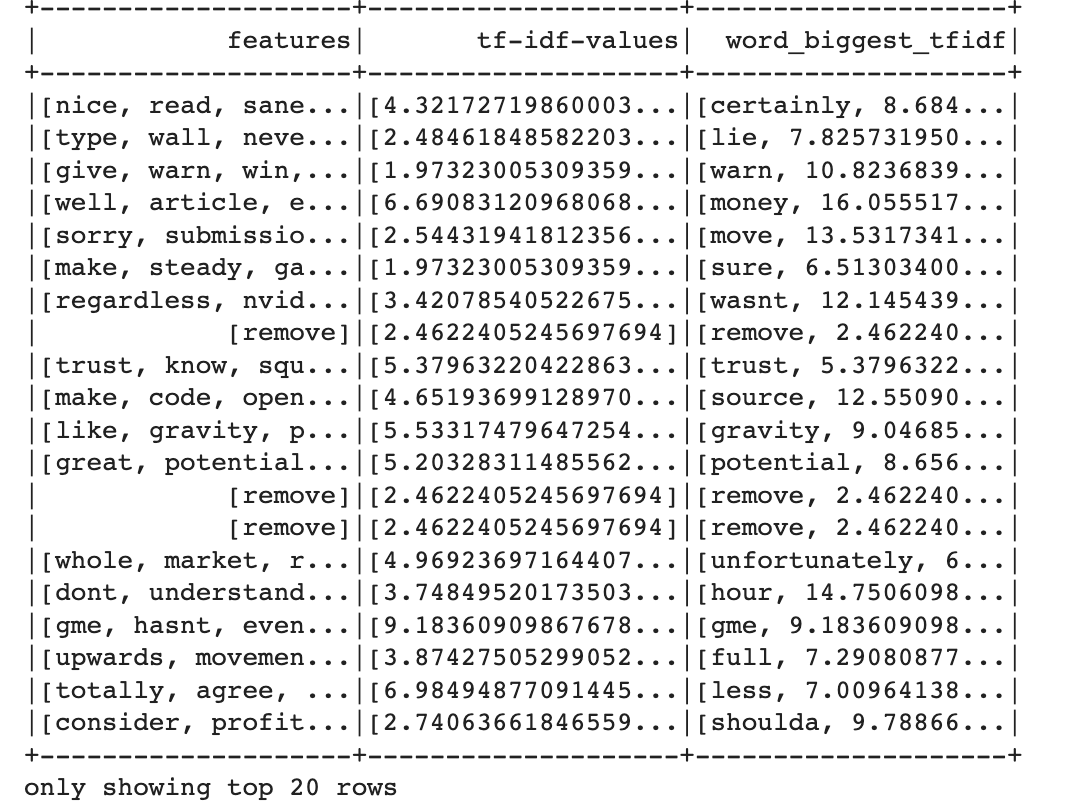 +--------------------+--------------------+--------------------+
|            features|       tf-idf-values|  word_biggest_tfidf|
+--------------------+--------------------+--------------------+
|[nice, read, sane...|[4.32172719860003...|[certainly, 8.684...|
|[type, wall, neve...|[2.48461848582203...|[lie, 7.825731950...|
|[give, warn, win,...|[1.97323005309359...|[warn, 10.8236839...|
|[well, article, e...|[6.69083120968068...|[money, 16.055517...|
|[sorry, submissio...|[2.54431941812356...|[move, 13.5317341...|
|[make, steady, ga...|[1.97323005309359...|[sure, 6.51303400...|
|[regardless, nvid...|[3.42078540522675...|[wasnt, 12.145439...|
|            [remove]|[2.4622405245697694]|[remove, 2.462240...|
|[trust, know, squ...|[5.37963220422863...|[trust, 5.3796322...|
|[make, code, open...|[4.65193699128970...|[source, 12.55090...|
|[like, gravity, p...|[5.53317479647254...|[gravity, 9.04685...|
|[great, potential...|[5.20328311485562...|[potential, 8.656...|
|            [remove]|[2.4622405245697694]|[remove, 2.462240...|
|            [remove]|[2.4622405245697694]|[remove, 2.462240...|
|[whole, market, r...|[4.96923697164407...|[unfortunately, 6...|
|[dont, understand...|[3.74849520173503...|[hour, 14.7506098...|
|[gme, hasnt, even...|[9.18360909867678...|[gme, 9.183609098...|
|[upwards, movemen...|[3.87427505299052...|[full, 7.29080877...|
|[totally, agree, ...|[6.98494877091445...|[less, 7.00964138...|
|[consider, profit...|[2.74063661846559...|[shoulda, 9.78866...|
+--------------------+--------------------+--------------------+
only showing top 20 rows